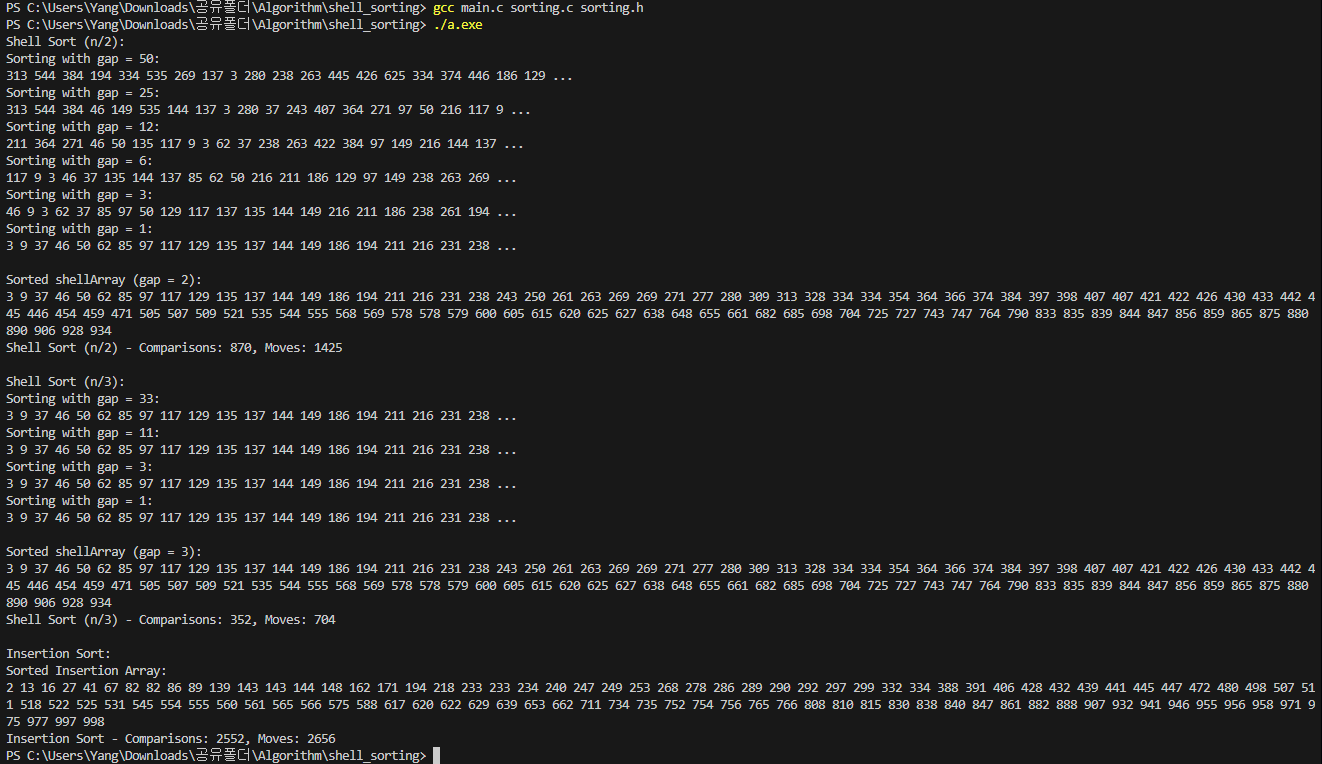 PS C:\Users\Yang\Downloads\공유폴더\Algorithm\shell_sorting> gcc main.c sorting.c sorting.h
PS C:\Users\Yang\Downloads\공유폴더\Algorithm\shell_sorting> ./a.exe
Shell Sort (n/2):
Sorting with gap = 50:
313 544 384 194 334 535 269 137 3 280 238 263 445 426 625 334 374 446 186 129 ...
Sorting with gap = 25:
313 544 384 46 149 535 144 137 3 280 37 243 407 364 271 97 50 216 117 9 ...
Sorting with gap = 12:
211 364 271 46 50 135 117 9 3 62 37 238 263 422 384 97 149 216 144 137 ...
Sorting with gap = 6:
117 9 3 46 37 135 144 137 85 62 50 216 211 186 129 97 149 238 263 269 ...
Sorting with gap = 3:
46 9 3 62 37 85 97 50 129 117 137 135 144 149 216 211 186 238 261 194 ...
Sorting with gap = 1:
3 9 37 46 50 62 85 97 117 129 135 137 144 149 186 194 211 216 231 238 ...
Sorted shellArray (gap = 2):
3 9 37 46 50 62 85 97 117 129 135 137 144 149 186 194 211 216 231 238 243 250 261 263 269 269 271 277 280 309 313 328 334 334 354 364 366 374 384 397 398 407 407 421 422 426 430 433 442 4
45 446 454 459 471 505 507 509 521 535 544 555 568 569 578 578 579 600 605 615 620 625 627 638 648 655 661 682 685 698 704 725 727 743 747 764 790 833 835 839 844 847 856 859 865 875 880
890 906 928 934
Shell Sort (n/2) - Comparisons: 870, Moves: 1425
Shell Sort (n/3):
Sorting with gap = 33:
3 9 37 46 50 62 85 97 117 129 135 137 144 149 186 194 211 216 231 238 ...
Sorting with gap = 11:
3 9 37 46 50 62 85 97 117 129 135 137 144 149 186 194 211 216 231 238 ...
Sorting with gap = 3:
3 9 37 46 50 62 85 97 117 129 135 137 144 149 186 194 211 216 231 238 ...
Sorting with gap = 1:
3 9 37 46 50 62 85 97 117 129 135 137 144 149 186 194 211 216 231 238 ...
Sorted shellArray (gap = 3):
3 9 37 46 50 62 85 97 117 129 135 137 144 149 186 194 211 216 231 238 243 250 261 263 269 269 271 277 280 309 313 328 334 334 354 364 366 374 384 397 398 407 407 421 422 426 430 433 442 4
45 446 454 459 471 505 507 509 521 535 544 555 568 569 578 578 579 600 605 615 620 625 627 638 648 655 661 682 685 698 704 725 727 743 747 764 790 833 835 839 844 847 856 859 865 875 880
890 906 928 934
Shell Sort (n/3) - Comparisons: 352, Moves: 704
Insertion Sort:
Sorted Insertion Array:
2 13 16 27 41 67 82 82 86 89 139 143 143 144 148 162 171 194 218 233 233 234 240 247 249 253 268 278 286 289 290 292 297 299 332 334 388 391 406 428 432 439 441 445 447 472 480 498 507 51
1 518 522 525 531 545 554 555 560 561 565 566 575 588 617 620 622 629 639 653 662 711 734 735 752 754 756 765 766 808 810 815 830 838 840 847 861 882 888 907 932 941 946 955 956 958 971 9
75 977 997 998
Insertion Sort - Comparisons: 2552, Moves: 2656
PS C:\Users\Yang\Downloads\공유폴더\Algorithm\shell_sorting>